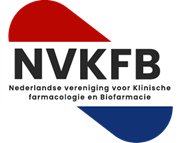 NVKFB
Nederlandse vereniging voor Klinische
farmacologie en Biofarmacie